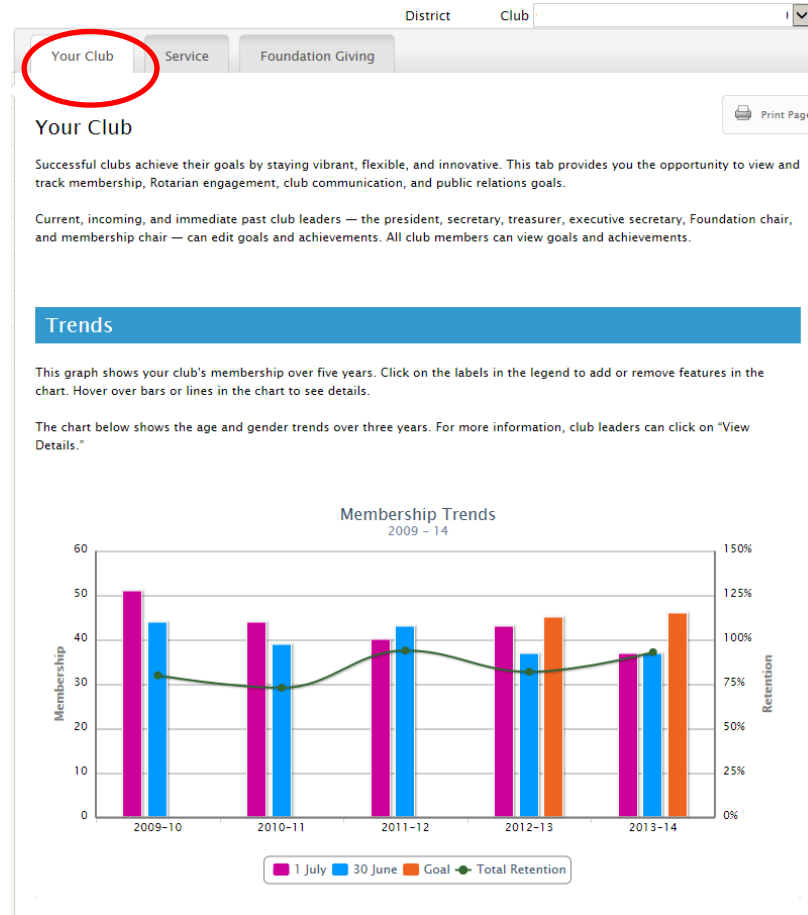 District Club
Your Club Service Foundation Giving
Print Page
Your Club
Successful clubs achieve their goals by staying vibrant, flexible, and innovative. This tab provides you the opportunity to view and
track membership, Rotarian engagement, club communication, and public relations goals.
Current, incoming, and immediate past club leaders — the president, secretary, treasurer, executive secretary, Foundation chair,
and membership chair — can edit goals and achievements. All club members can view goals and achievements.
Trends
This graph shows your club's membership over five years. Click on the labels in the legend to add or remove features in the
chart. Hover over bars or lines in the chart to see details.
The chart below shows the age and gender trends over three years. For more information, club leaders can click on “View
Details.”
Membership Trends
2009 – 14
60 150%
50 125%
40 100%
30 75%
20 50%
10 25%
0 0%
Membership
Retention
2009-10 2010-11 2011-12 2012-13 2013-14
1 July 30 June Goal Total Retention